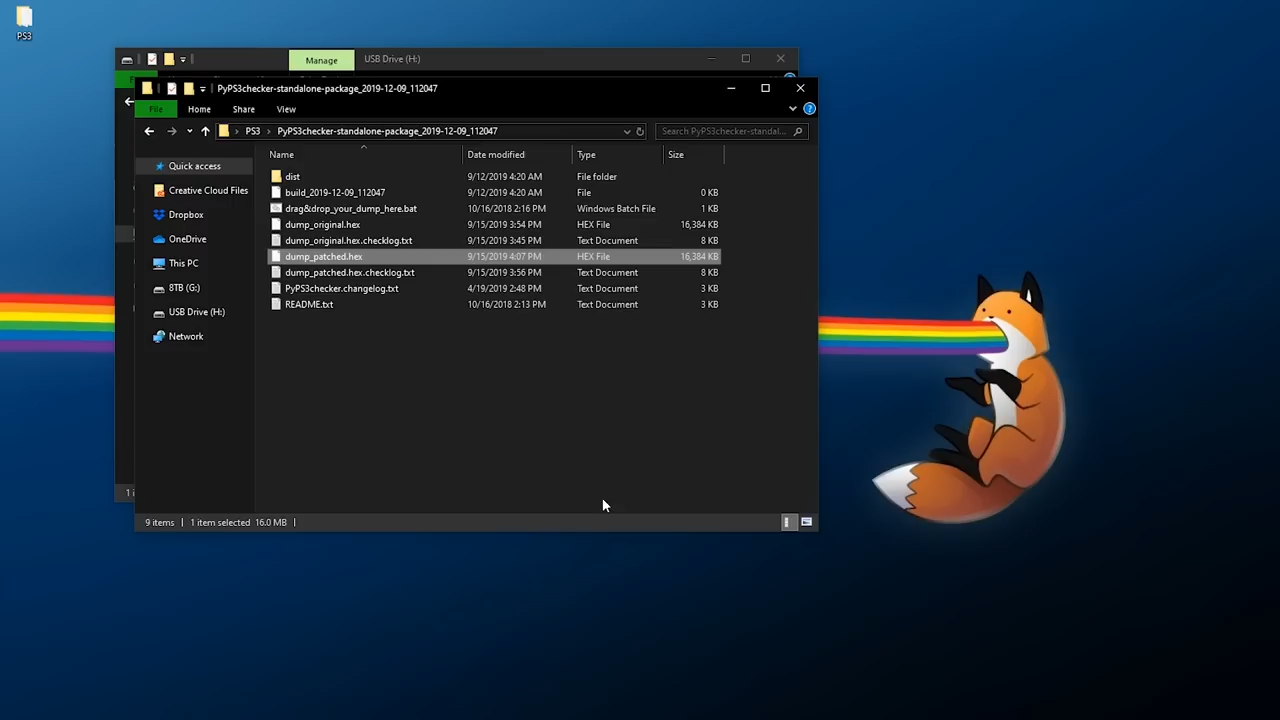 PS3
Manage
USB Drive (H:)
PyPS3checker-standalone-package_2019-12-09_112047
File
Home
Share
View
PS3 > PyPS3checker-standalone-package_2019-12-09_112047
Search PyPS3checker-standal...
Name Date modified Type Size
Quick access
Creative Cloud Files
Dropbox
OneDrive
This PC
8TB (G:)
USB Drive (H:)
Network
dist 9/12/2019 4:20 AM File folder
build_2019-12-09_112047 9/12/2019 4:20 AM File 0 KB
drag&drop_your_dump_here.bat 10/16/2018 2:16 PM Windows Batch File 1 KB
dump_original.hex 9/15/2019 3:54 PM HEX File 16,384 KB
dump_original.hex.checklog.txt 9/15/2019 3:45 PM Text Document 8 KB
dump_patched.hex 9/15/2019 4:07 PM HEX File 16,384 KB
dump_patched.hex.checklog.txt 9/15/2019 3:56 PM Text Document 8 KB
PyPS3checker.changelog.txt 4/19/2019 2:48 PM Text Document 3 KB
README.txt 10/16/2018 2:13 PM Text Document 3 KB
9 items 1 item selected 16.0 MB